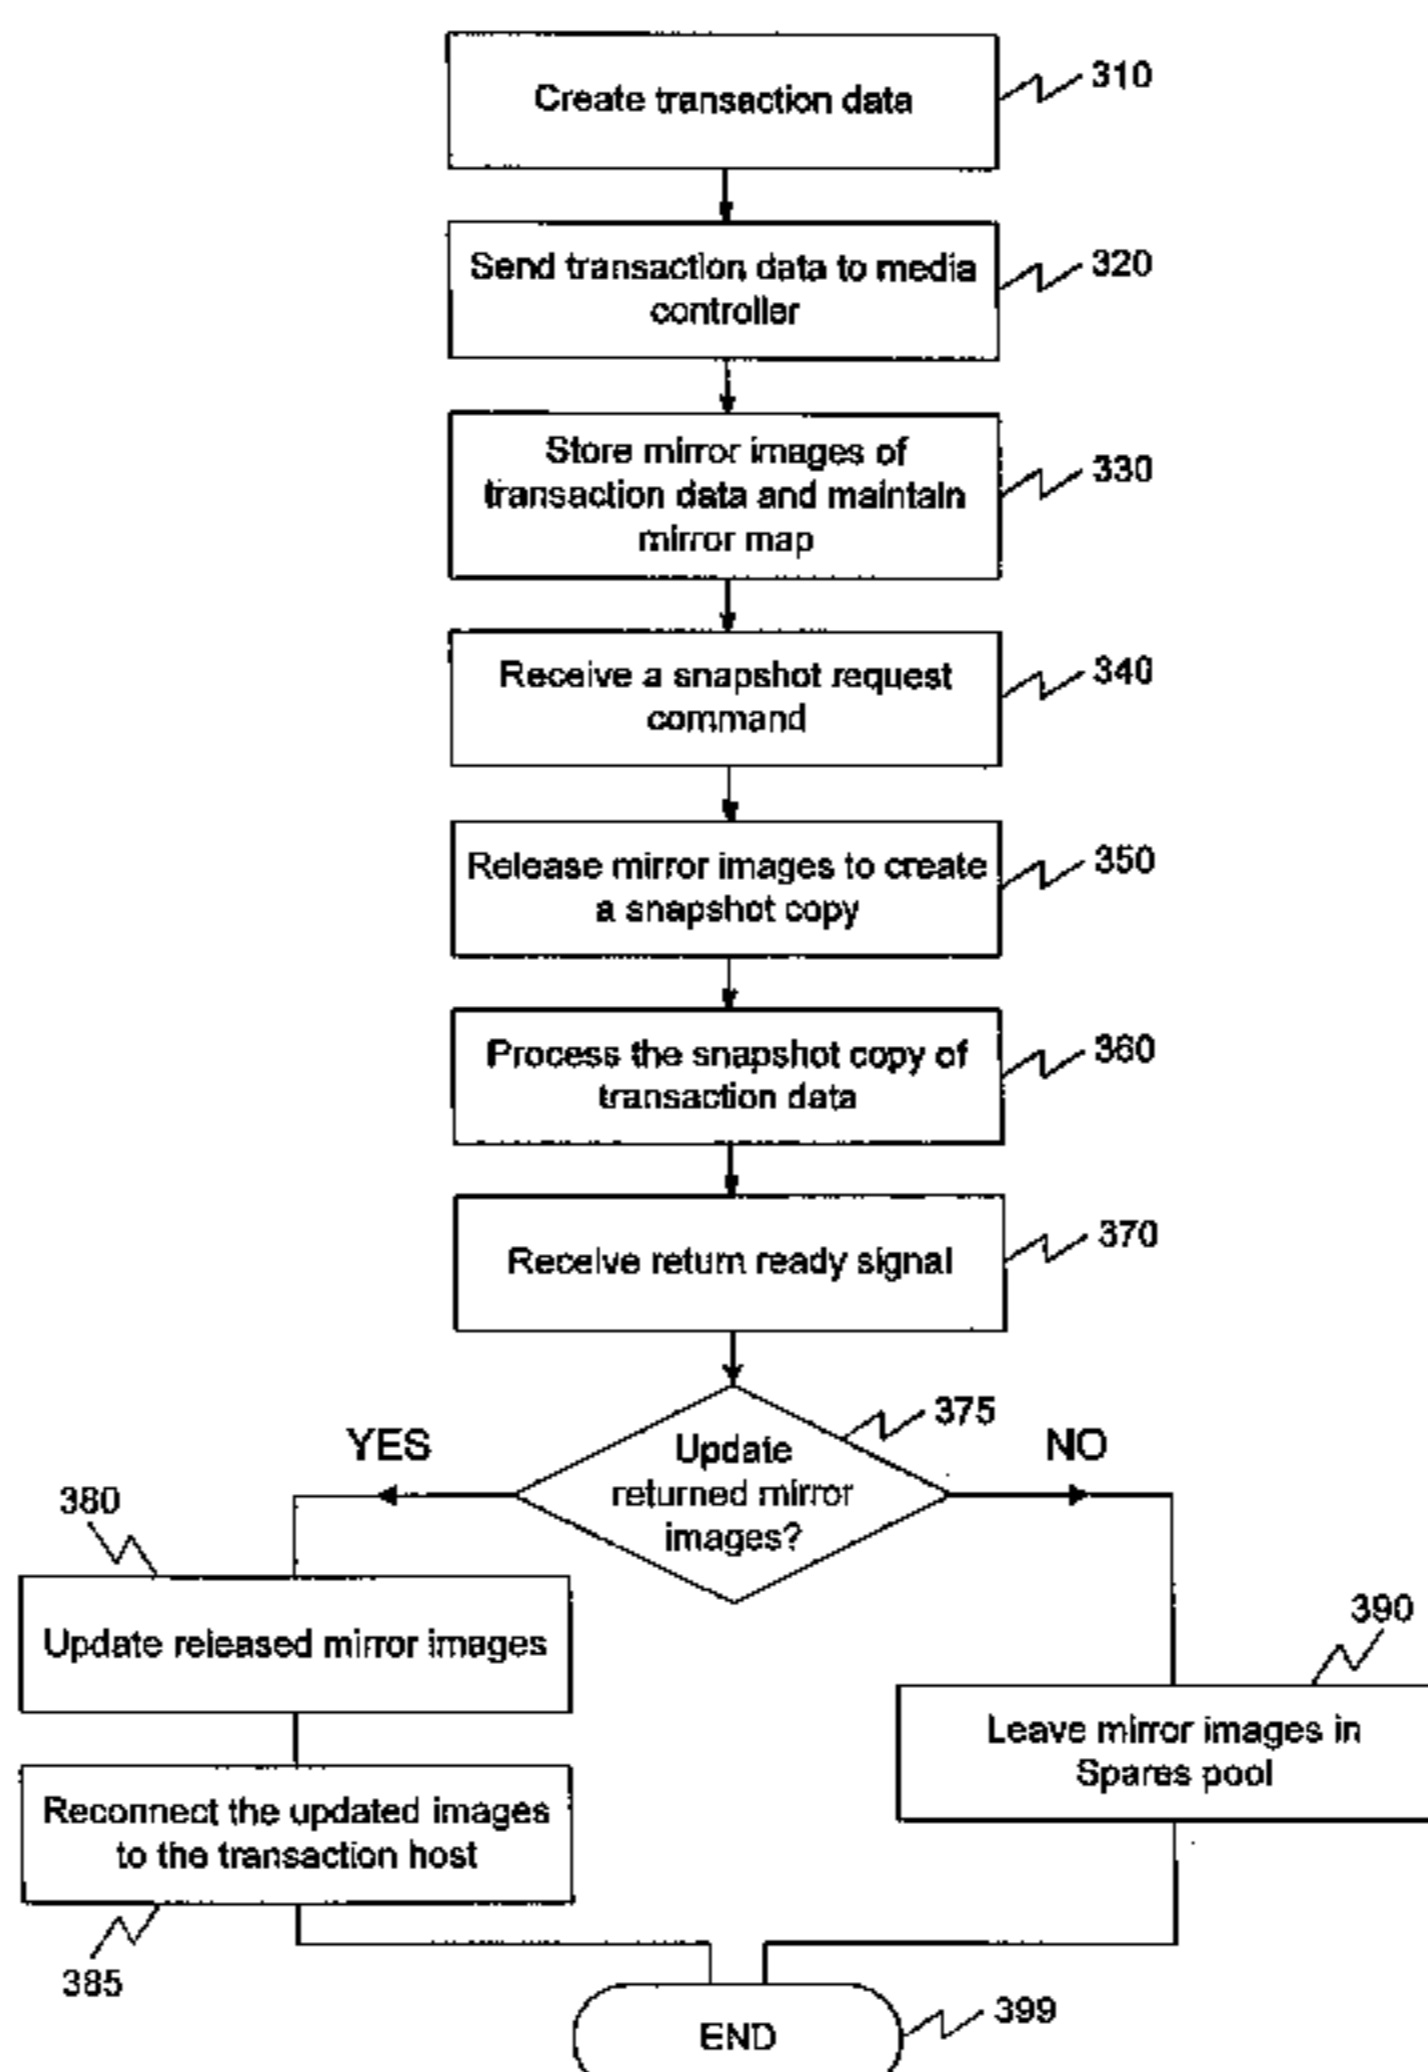 Create transaction data
310
Send transaction data to media
controller
320
Store mirror images of
transaction data and maintain
mirror map
330
Receive a snapshot request
command
340
Release mirror images to create
a snapshot copy
350
Process the snapshot copy of
transaction data
360
Receive return ready signal
370
375
YES
Update
returned mirror
images?
NO
380
Update released mirror images
390
Leave mirror images in
Spares pool
Reconnect the updated images
to the transaction host
385
END
399